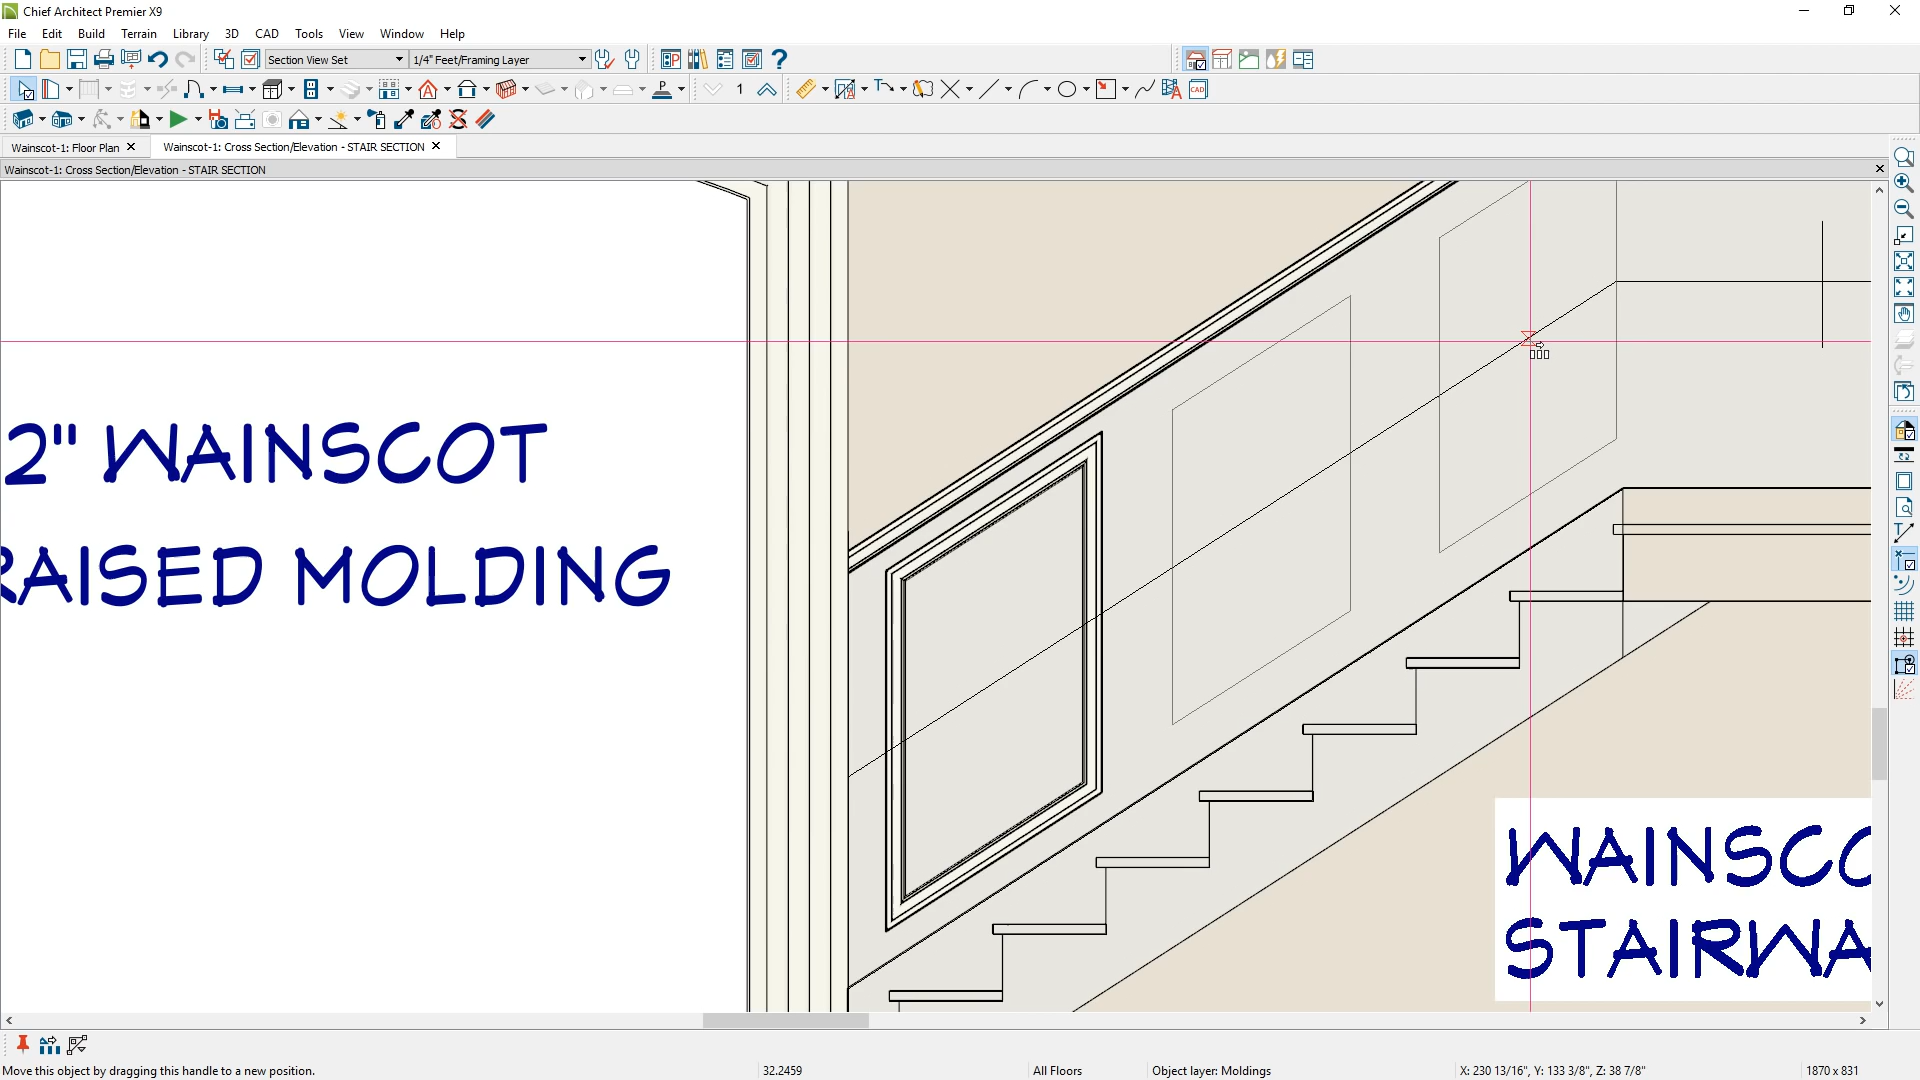 Chief Architect Premier X9
File Edit Build Terrain Library 3D CAD Tools View Window Help
Section View Set 1/4" Feet/Framing Layer
1
CAD
Wainscot-1: Floor Plan
Wainscot-1: Cross Section/Elevation - STAIR SECTION
Wainscot-1: Cross Section/Elevation - STAIR SECTION
2" WAINSCOT
RAISED MOLDING
WAINSCO
STAIRWA
Move this object by dragging this handle to a new position.
32.2459
All Floors
Object layer: Moldings
X: 230 13/16", Y: 133 3/8", Z: 38 7/8"
1870 x 831